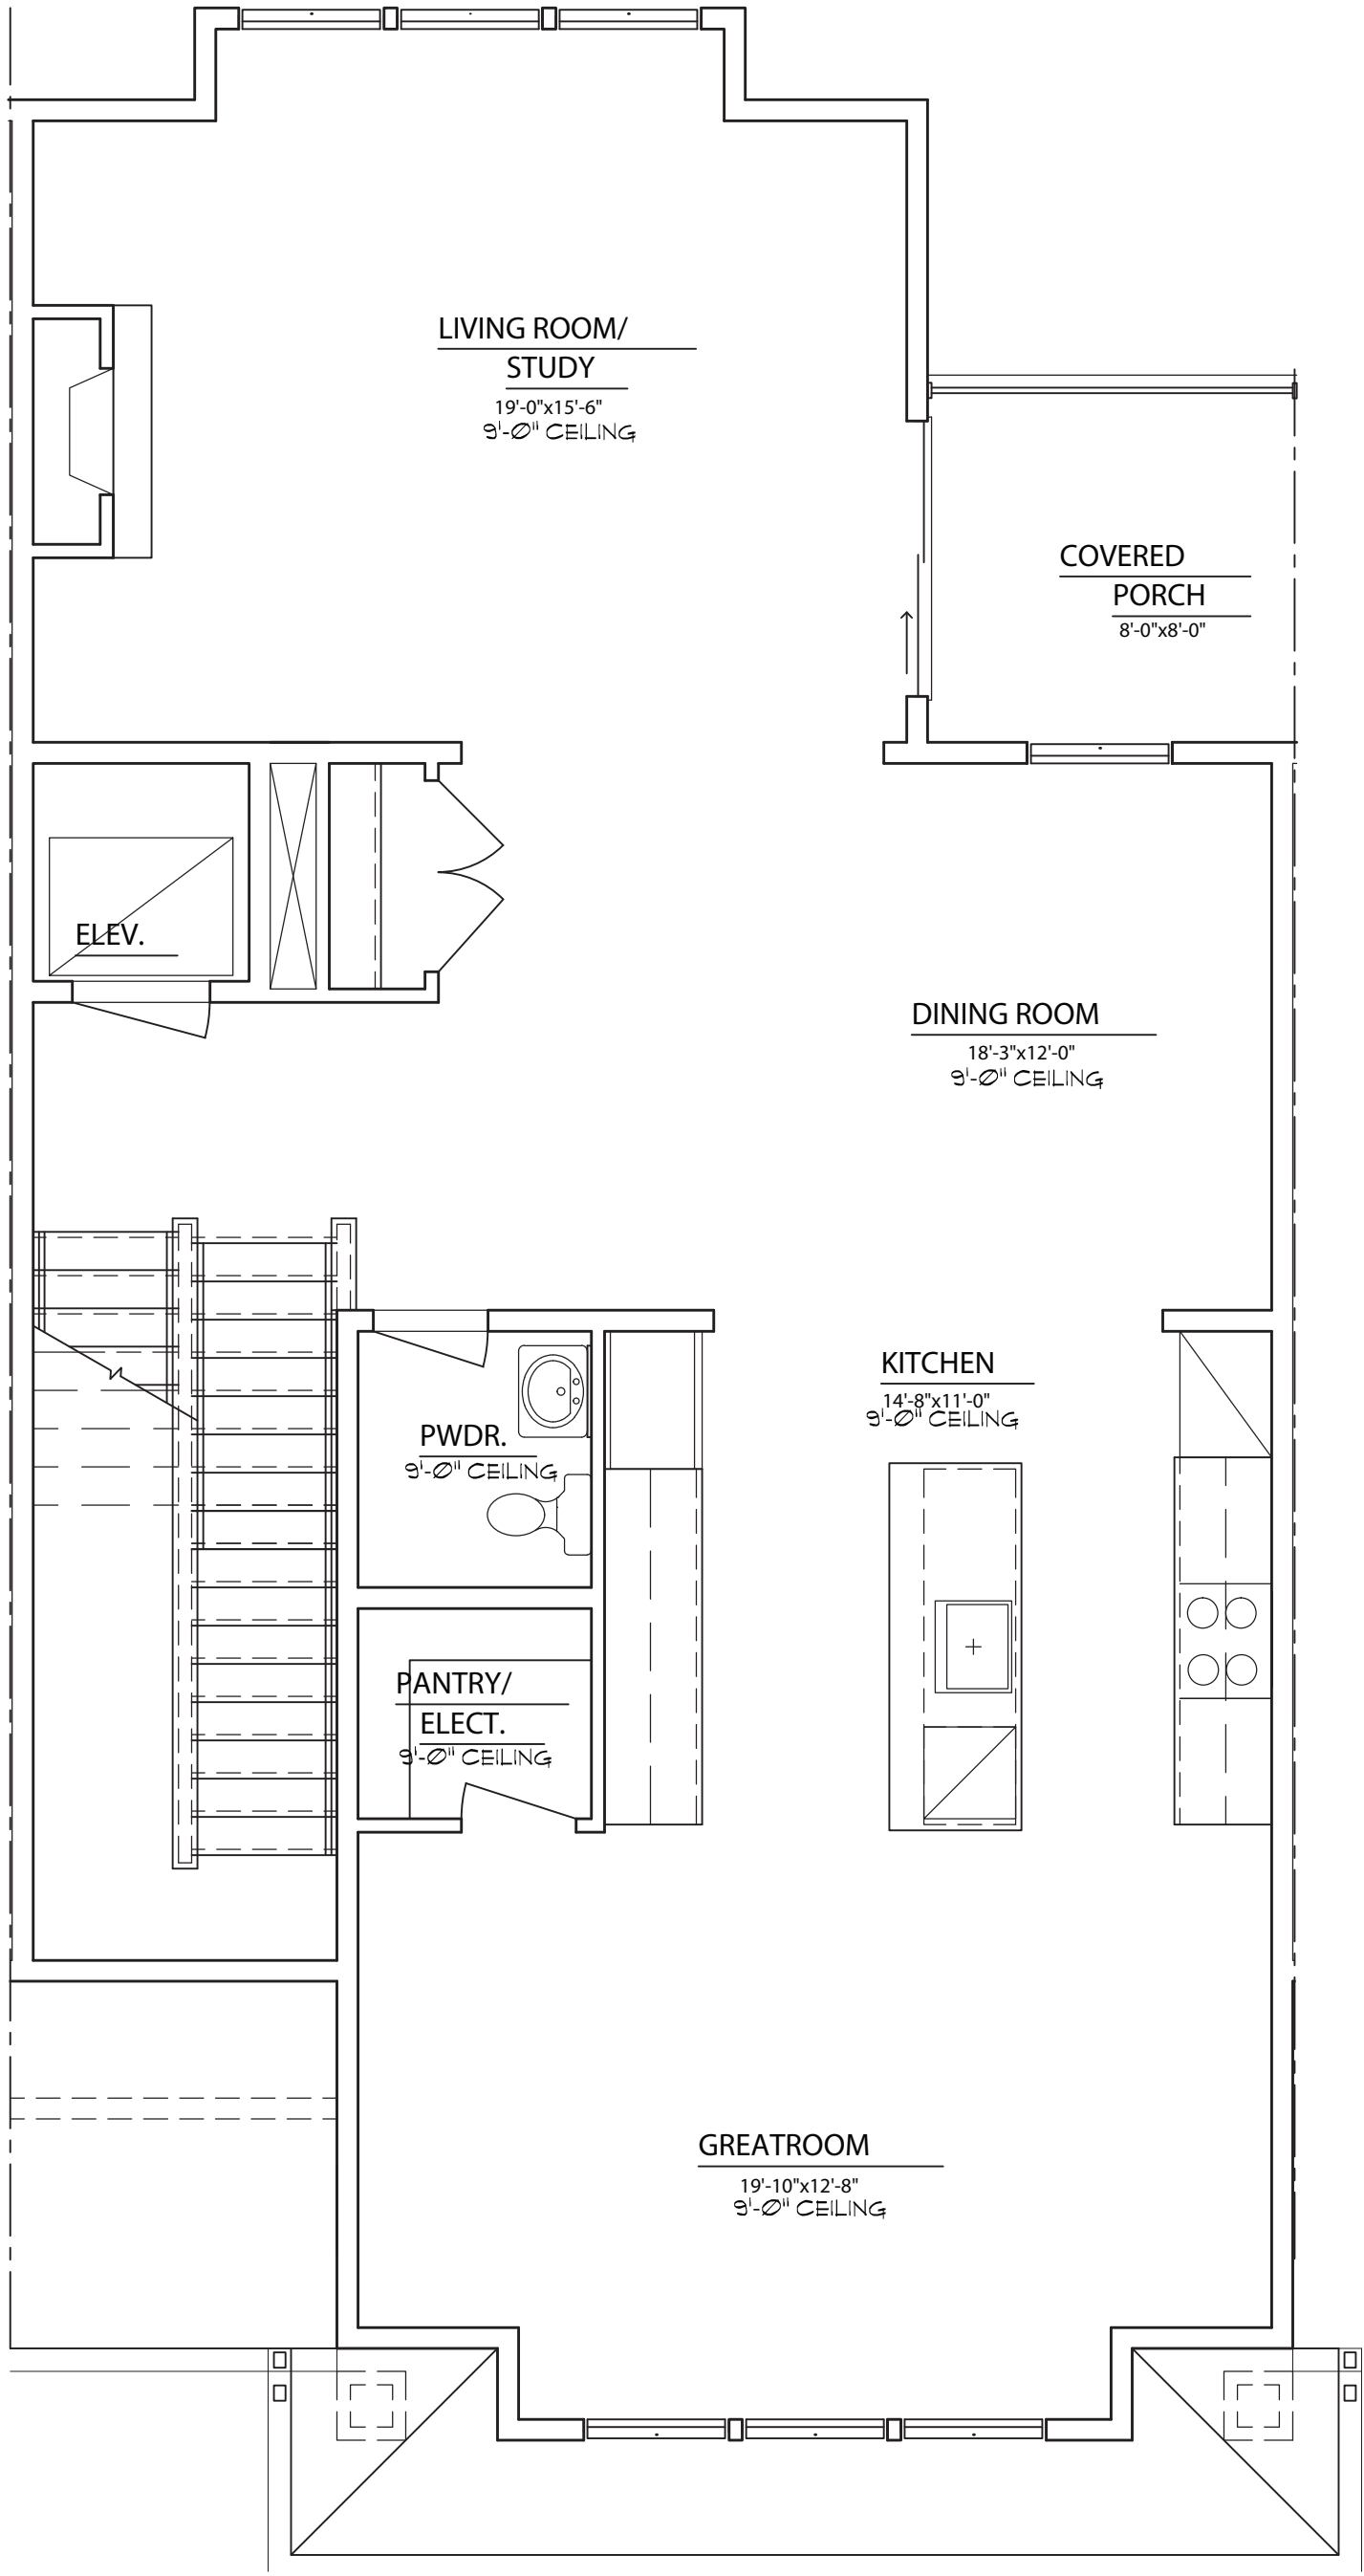 LIVING ROOM/
STUDY
19'-0"x15'-6"
9'-0" CEILING
COVERED
PORCH
8'-0"x8'-0"
ELEV.
DINING ROOM
18'-3"x12'-0"
9'-0" CEILING
KITCHEN
14'-8"x11'-0"
9'-0" CEILING
PWDR.
9'-0" CEILING
PANTRY/
ELECT.
9'-0" CEILING
GREATROOM
19'-10"x12'-8"
9'-0" CEILING